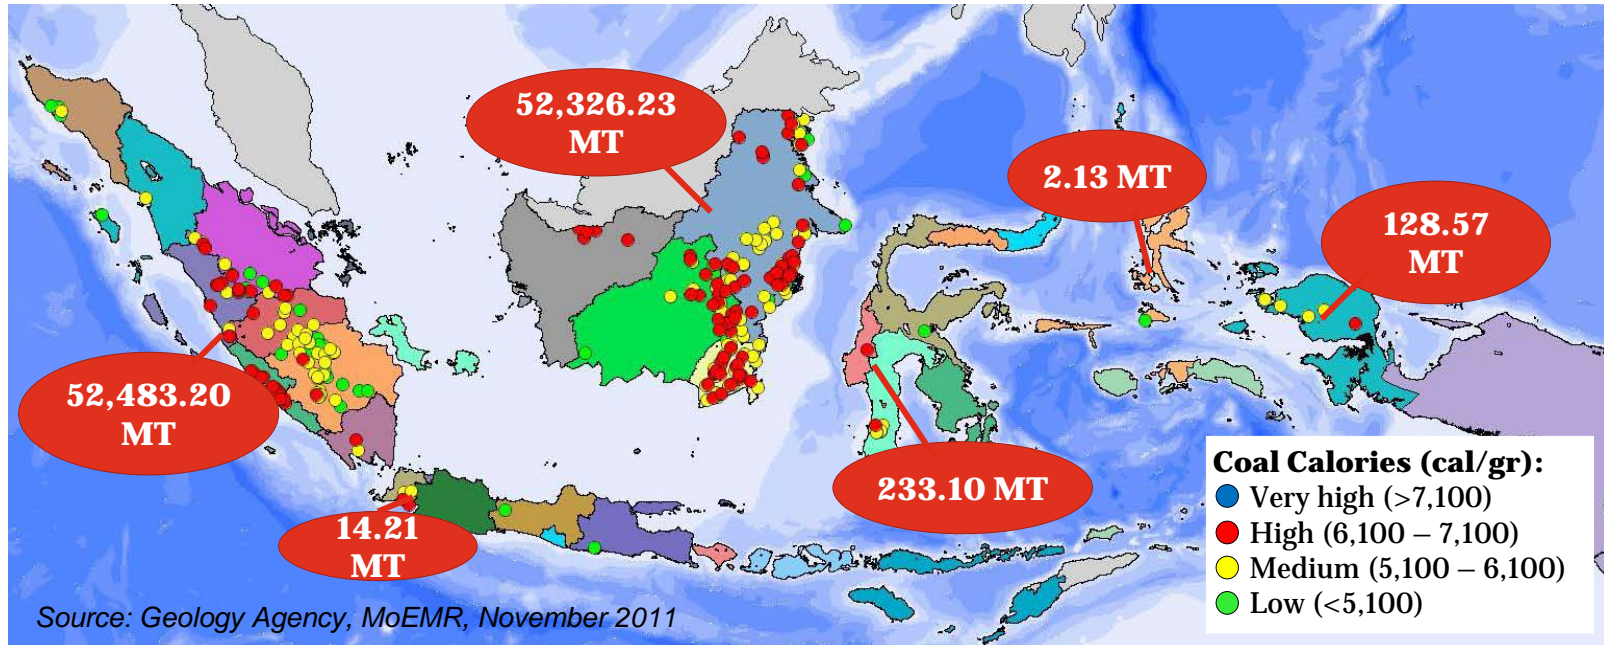 52,326.23
MT
2.13 MT
128.57
MT
52,483.20
MT
233.10 MT
14.21
MT
Coal Calories (cal/gr):
Very high (>7,100)
High (6,100 – 7,100)
Medium (5,100 – 6,100)
Low (<5,100)
Source: Geology Agency, MoEMR, November 2011